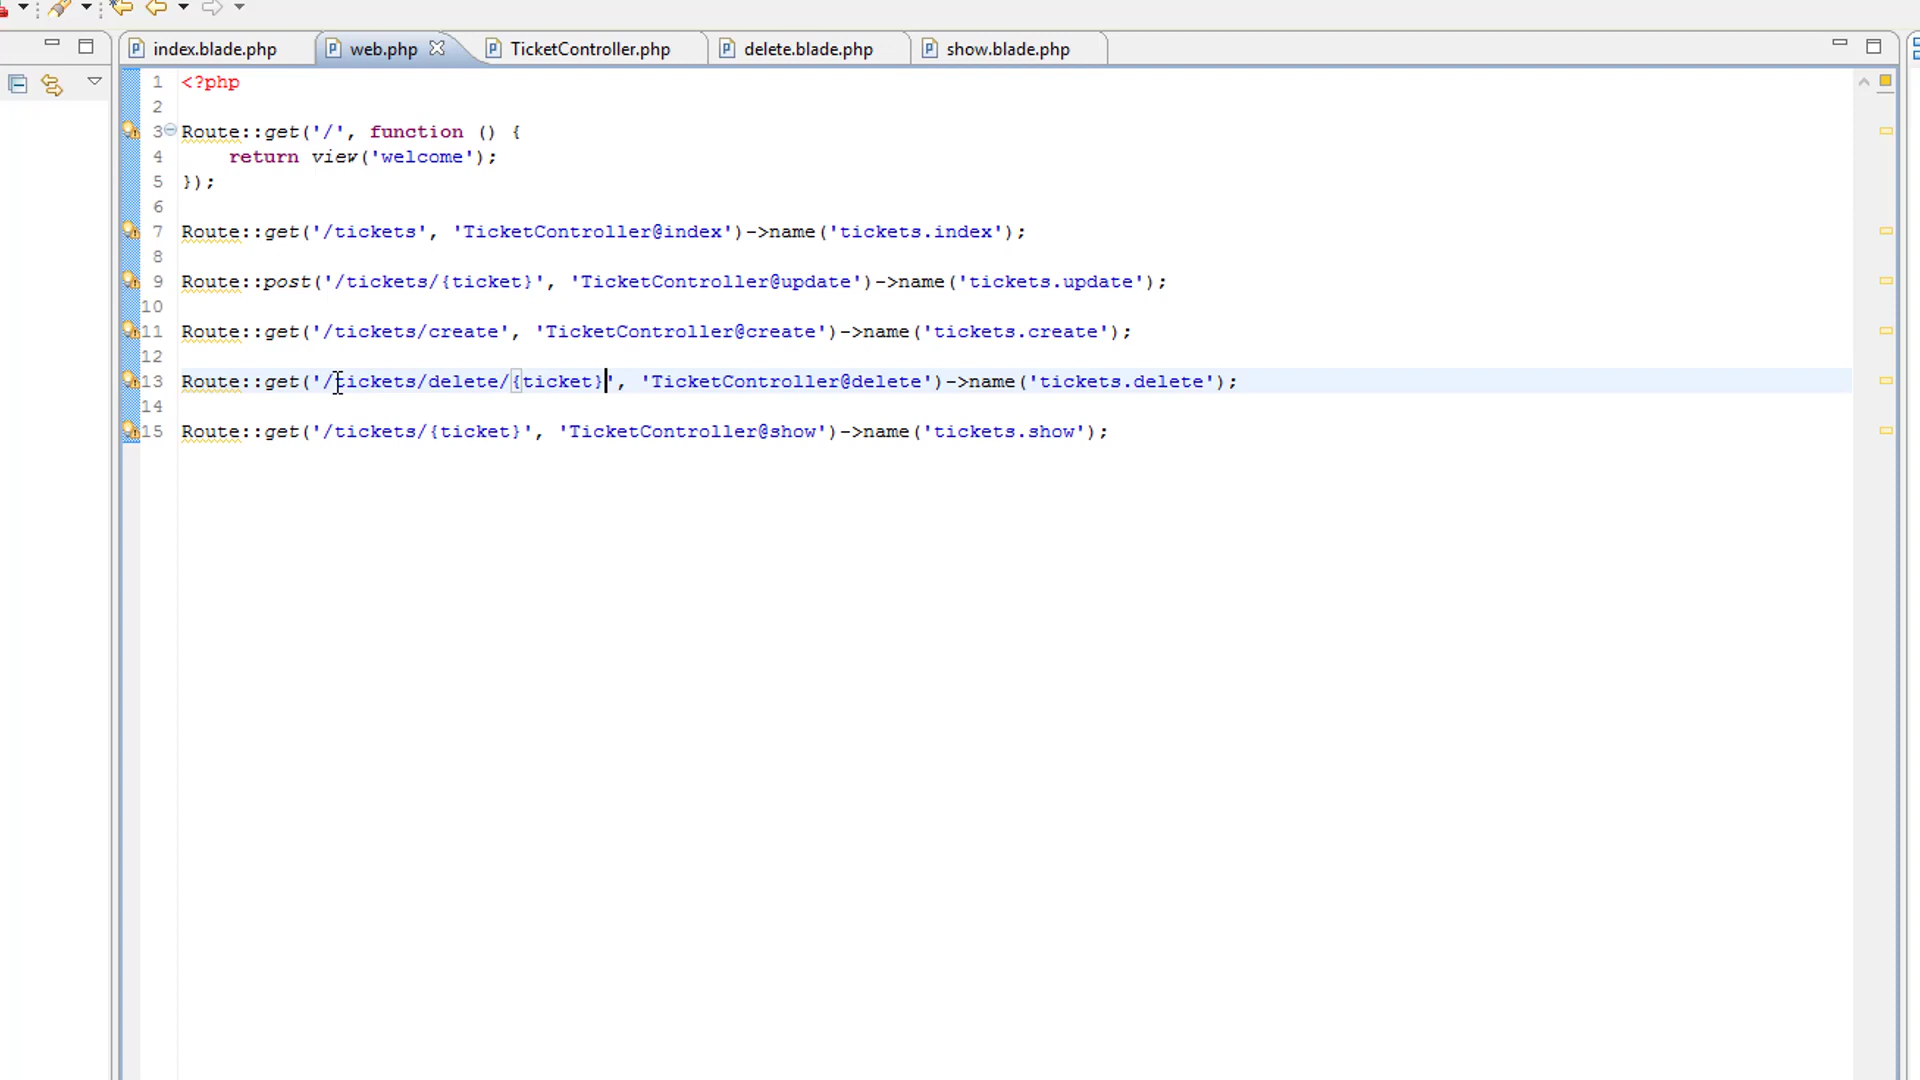 index.blade.php web.php TicketController.php delete.blade.php show.blade.php
1 <?php
2
3 Route::get('/', function () {
4     return view('welcome');
5 });
6
7 Route::get('/tickets', 'TicketController@index')->name('tickets.index');
8
9 Route::post('/tickets/{ticket}', 'TicketController@update')->name('tickets.update');
10
11 Route::get('/tickets/create', 'TicketController@create')->name('tickets.create');
12
13 Route::get('/tickets/delete/{ticket}', 'TicketController@delete')->name('tickets.delete');
14
15 Route::get('/tickets/{ticket}', 'TicketController@show')->name('tickets.show');